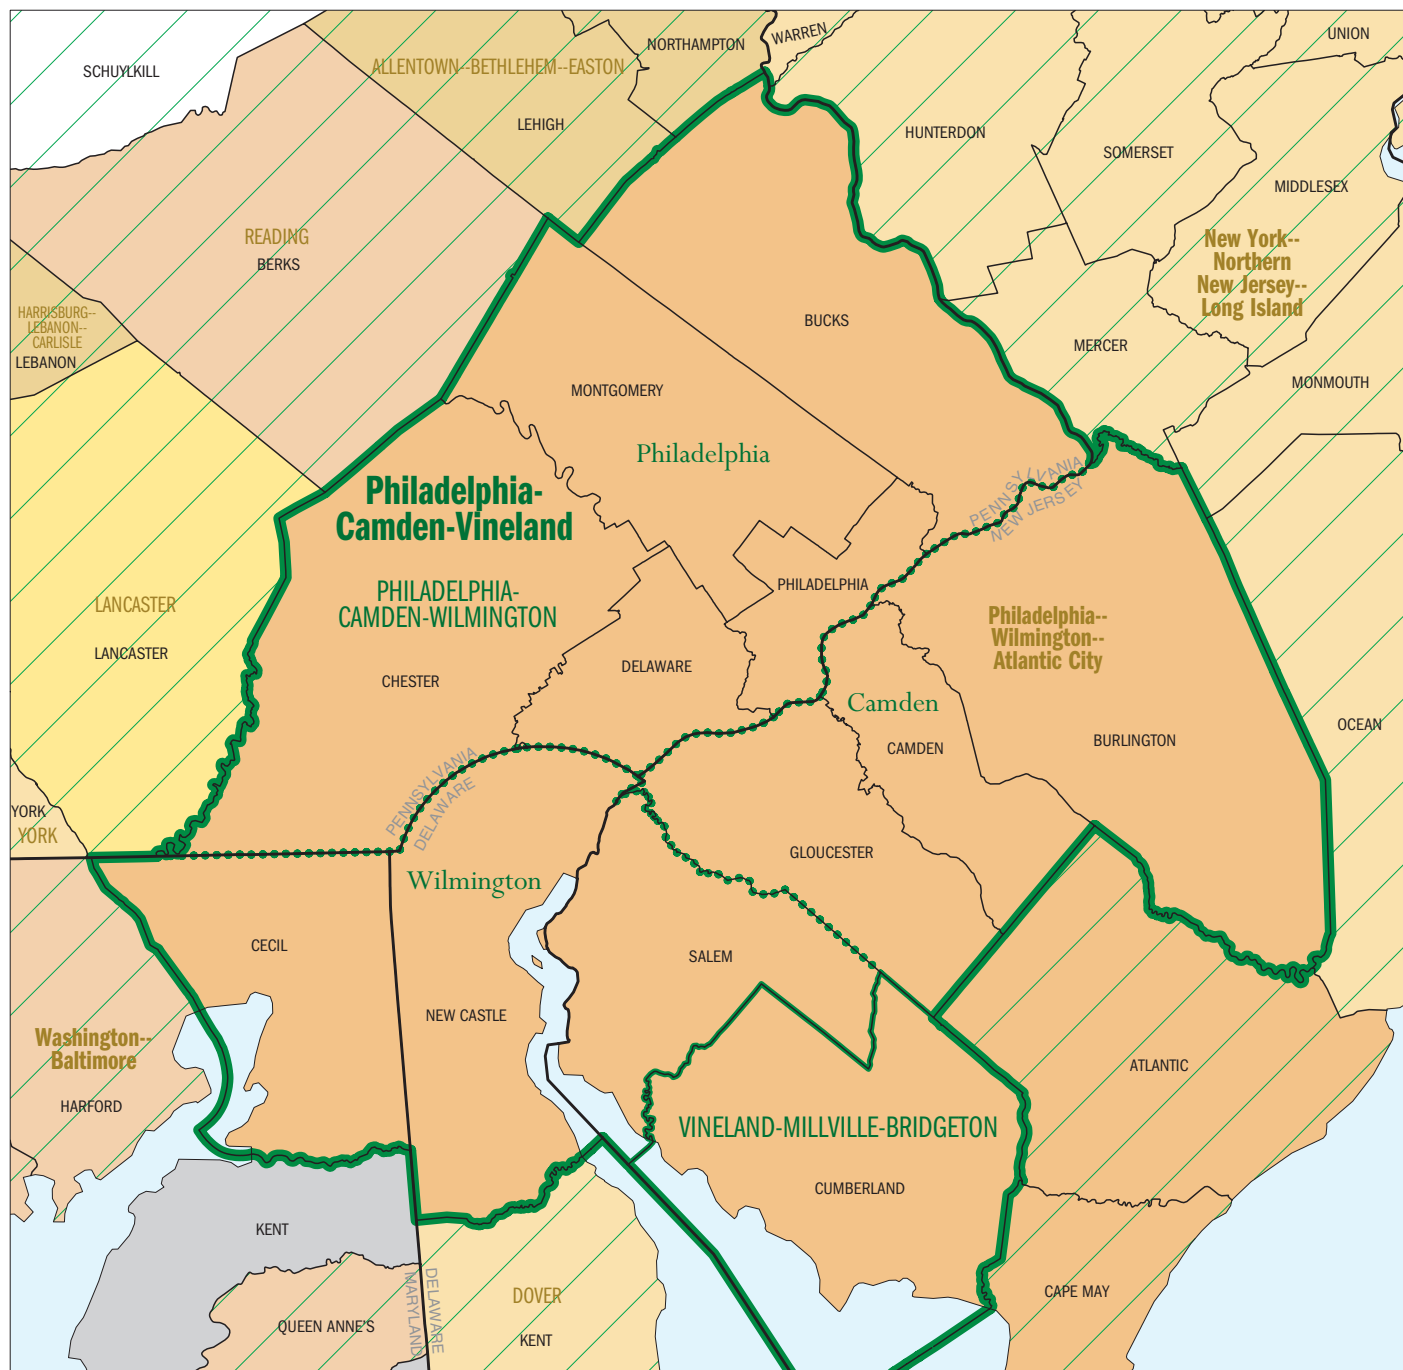 WARREN
UNION
NORTHAMPTON
SCHUYLKILL
ALLENTOWN--BETHLEHEM--EASTON
LEHIGH
HUNTERDON
SOMERSET
MIDDLESEX
READING
BERKS
New York--
Northern
New Jersey--
Long Island
HARRISBURG--
LEBANON--
CARLISLE
LEBANON
BUCKS
MERCER
MONMOUTH
MONTGOMERY
Philadelphia
PENNSYLVANIA
NEW JERSEY
Philadelphia-
Camden-Vineland
PHILADELPHIA-
CAMDEN-WILMINGTON
PHILADELPHIA
LANCASTER
LANCASTER
Philadelphia--
Wilmington--
Atlantic City
DELAWARE
CHESTER
Camden
CAMDEN
BURLINGTON
OCEAN
PENNSYLVANIA
DELAWARE
YORK
YORK
GLOUCESTER
Wilmington
CECIL
SALEM
NEW CASTLE
Washington--
Baltimore
HARFORD
ATLANTIC
VINELAND-MILLVILLE-BRIDGETON
CUMBERLAND
KENT
DELAWARE
MARYLAND
DOVER
KENT
QUEEN ANNE'S
CAPE MAY